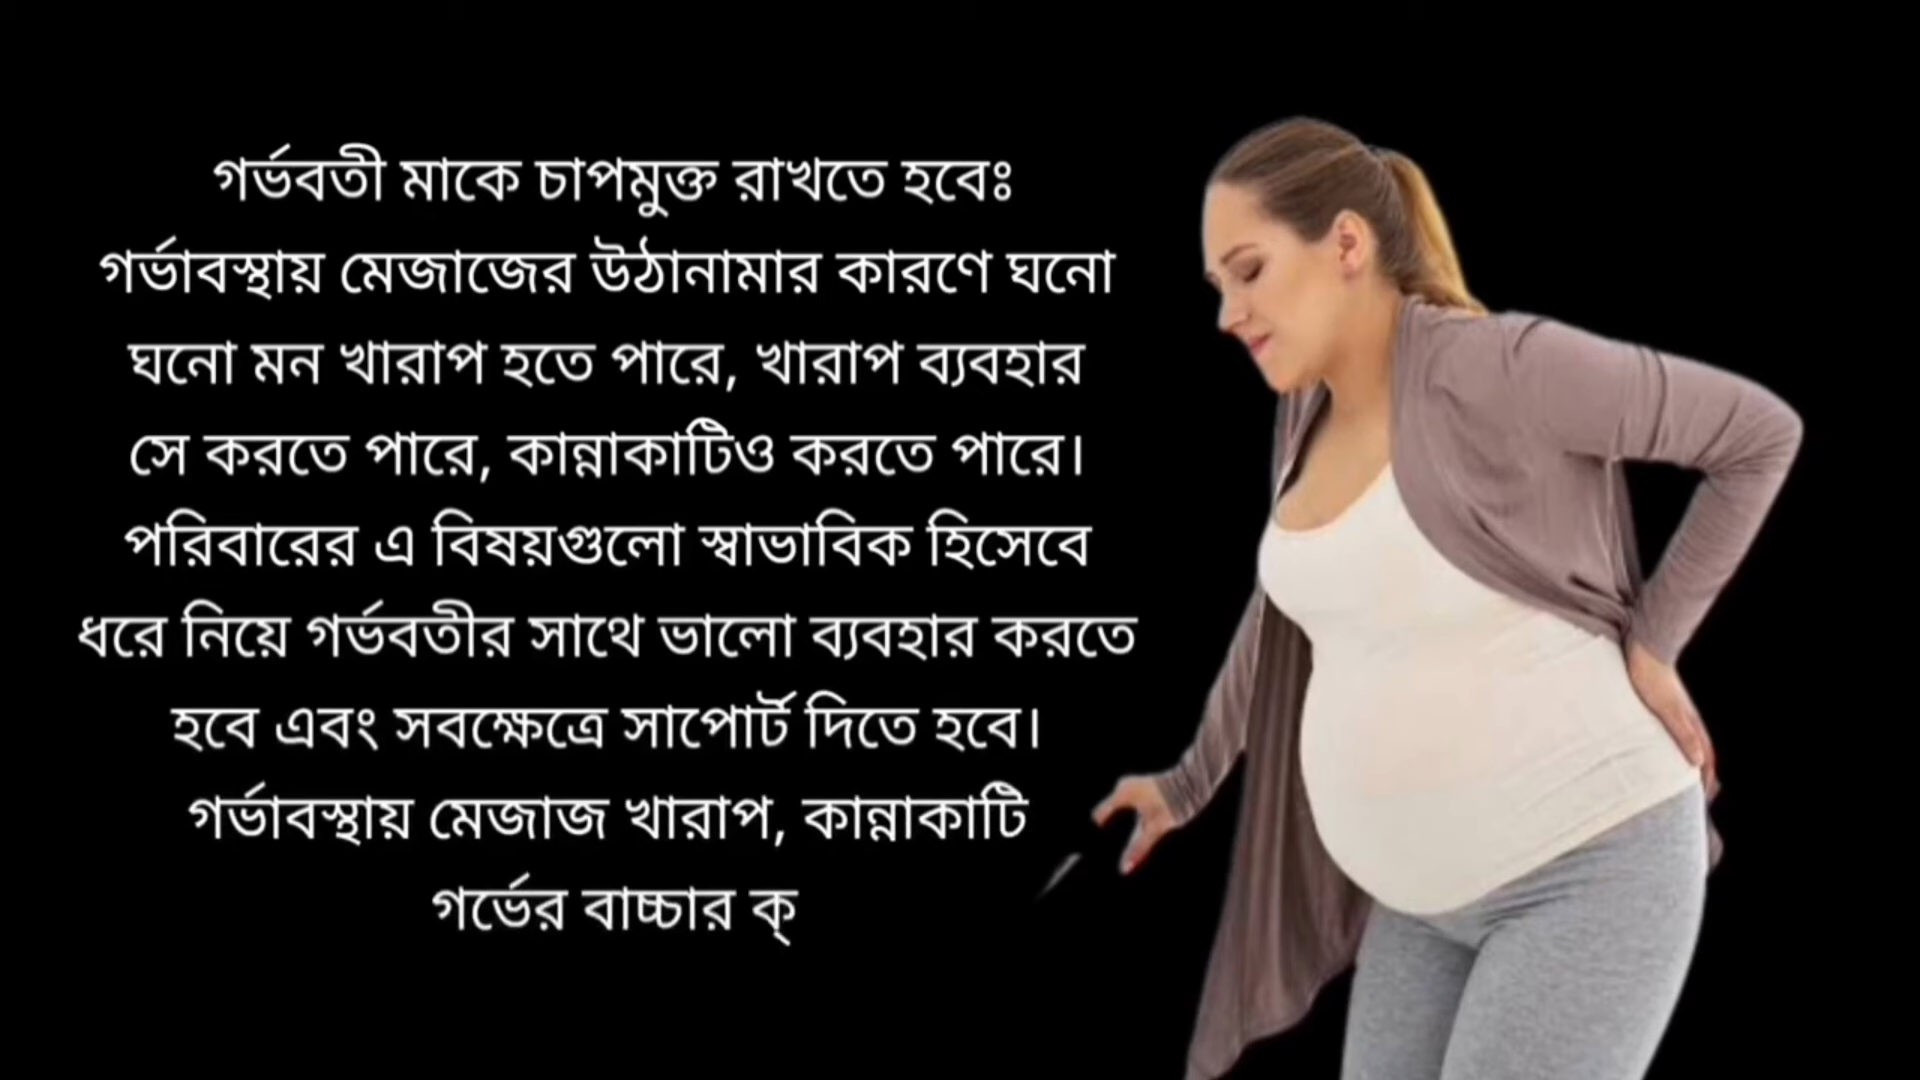 গর্ভবতী মাকে চাপমুক্ত রাখতে হবেঃ
গর্ভাবস্থায় মেজাজের উঠানামার কারণে ঘনো
ঘনো মন খারাপ হতে পারে, খারাপ ব্যবহার
সে করতে পারে, কান্নাকাটিও করতে পারে।
পরিবারের এ বিষয়গুলো স্বাভাবিক হিসেবে
ধরে নিয়ে গর্ভবতীর সাথে ভালো ব্যবহার করতে
হবে এবং সবক্ষেত্রে সাপোর্ট দিতে হবে।
গর্ভাবস্থায় মেজাজ খারাপ, কান্নাকাটি
গর্ভের বাচ্চার ক্